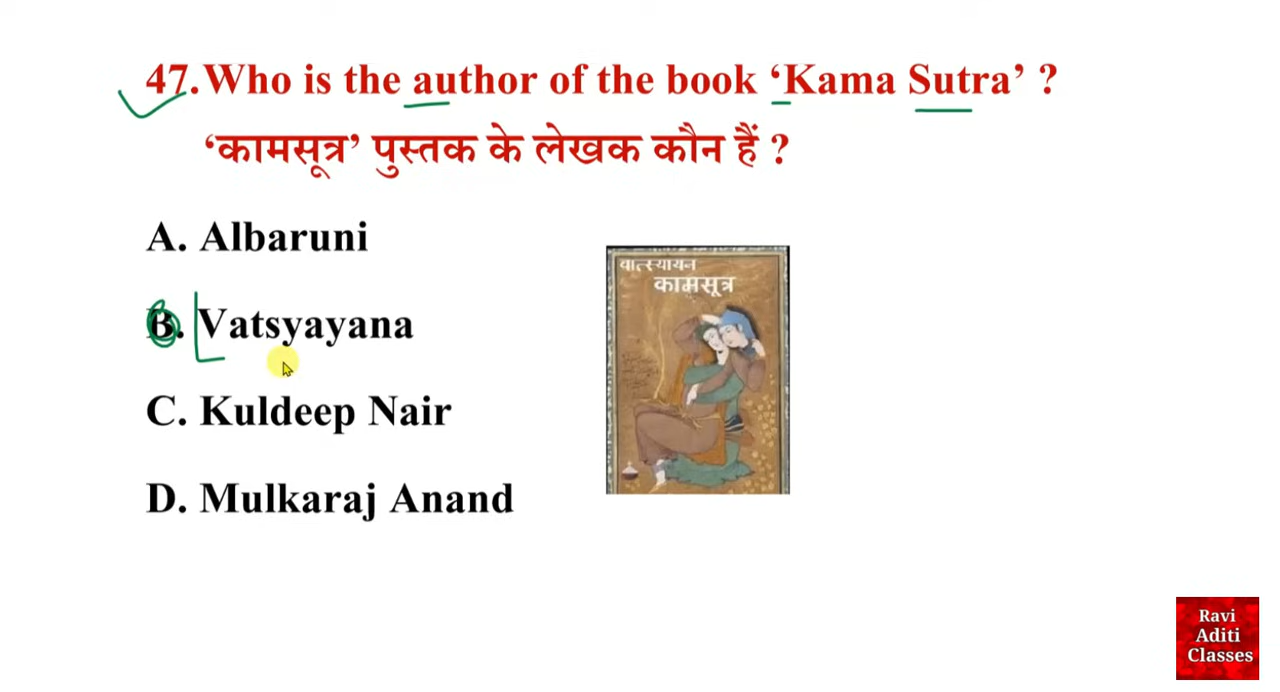 47.Who is the author of the book ‘Kama Sutra’ ?
‘कामसूत्र’ पुस्तक के लेखक कौन हैं ?
A. Albaruni
B. Vatsyayana
C. Kuldeep Nair
D. Mulkaraj Anand
वात्स्यायन
कामसूत्र
Ravi
Aditi
Classes